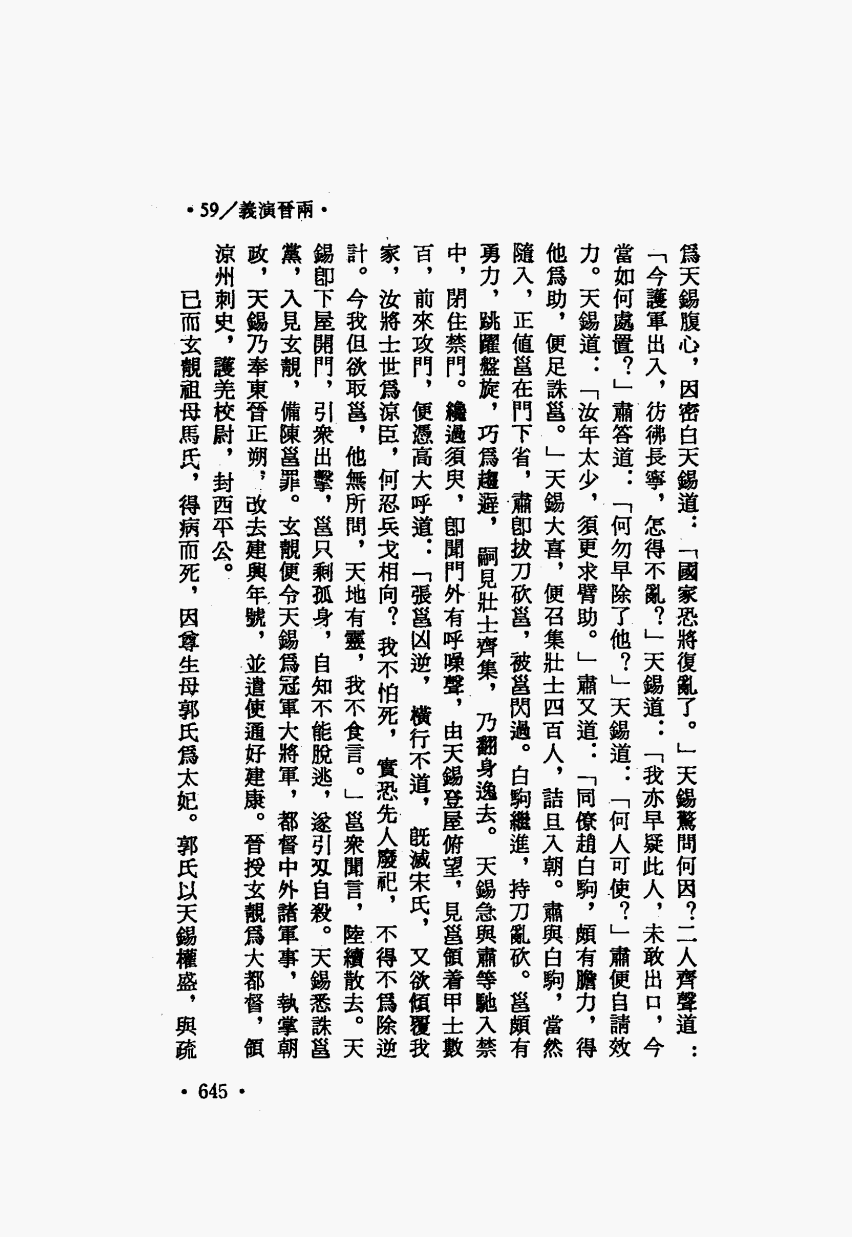 •59／義演晉兩•
爲天錫腹心，因密白天錫道：「國家恐將復亂了。」天錫驚問何因？二人齊聲道：
「今護軍出入，彷彿長寧，怎得不亂？」天錫道：「我亦早疑此人，未敢出口，今
當如何處置？」肅答道：「何勿早除了他？」天錫道：「何人可使？」肅便自請效
力。天錫道：「汝年太少，須更求臂助。」肅又道：「同僚趙白駒，頗有膽力，得
他爲助，便足誅邕。」天錫大喜，便召集壯士四百人，詰旦入朝。肅與白駒，當然
隨入，正値邕在門下省，肅卽拔刀砍邕，被邕閃過。白駒繼進，持刀亂砍。邕頗有
勇力，跳躍盤旋，巧爲趨避，嗣見壯士齊集，乃翻身逸去。天錫急與肅等馳入禁
中，閉住禁門。纔過須臾，卽聞門外有呼噪聲，由天錫登屋俯望，見邕領着甲士數
百，前來攻門，便憑高大呼道：「張邕凶逆，橫行不道，旣滅宋氏，又欲傾覆我
家，汝將士世爲涼臣，何忍兵戈相向？我不怕死，實恐先人廢祀，不得不爲除逆
計。今我但欲取邕，他無所問，天地有靈，我不食言。」邕衆聞言，陸續散去。天
錫卽下屋開門，引衆出擊，邕只剩孤身，自知不能脫逃，遂引刄自殺。天錫悉誅邕
黨，入見玄靚，備陳邕罪。玄靚便令天錫爲冠軍大將軍，都督中外諸軍事，執掌朝
政，天錫乃奉東晉正朔，改去建興年號，並遣使通好建康。晉授玄靚爲大都督，領
涼州刺史，護羌校尉，封西平公。
已而玄靚祖母馬氏，得病而死，因尊生母郭氏爲太妃。郭氏以天錫權盛，與疏
•645•